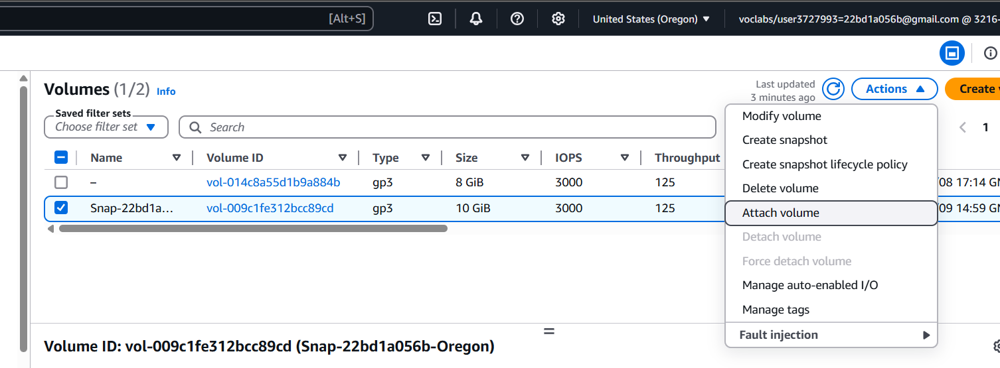 [Alt+S] United States (Oregon) voclabs/user3727993=22bd1a056b@gmail.com @ 3216-
Volumes (1/2) Info
Last updated
3 minutes ago
Actions
Create
Saved filter sets
Choose filter set
Search
1
Name Volume ID Type Size IOPS Throughput
– vol-014c8a55d1b9a884b gp3 8 GiB 3000 125 /08 17:14 GM
Snap-22bd1a… vol-009c1fe312bcc89cd gp3 10 GiB 3000 125 /09 14:59 GM
Modify volume
Create snapshot
Create snapshot lifecycle policy
Delete volume
Attach volume
Detach volume
Force detach volume
Manage auto-enabled I/O
Manage tags
Fault injection
Volume ID: vol-009c1fe312bcc89cd (Snap-22bd1a056b-Oregon)